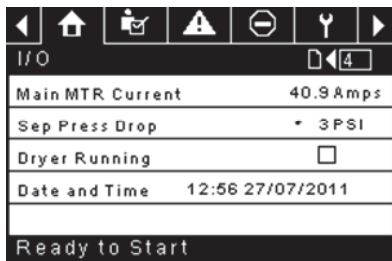 I/O 4
Main MTR Current 40.9 Amps
Sep Press Drop * 3 PSI
Dryer Running
Date and Time 12:56 27/07/2011
Ready to Start